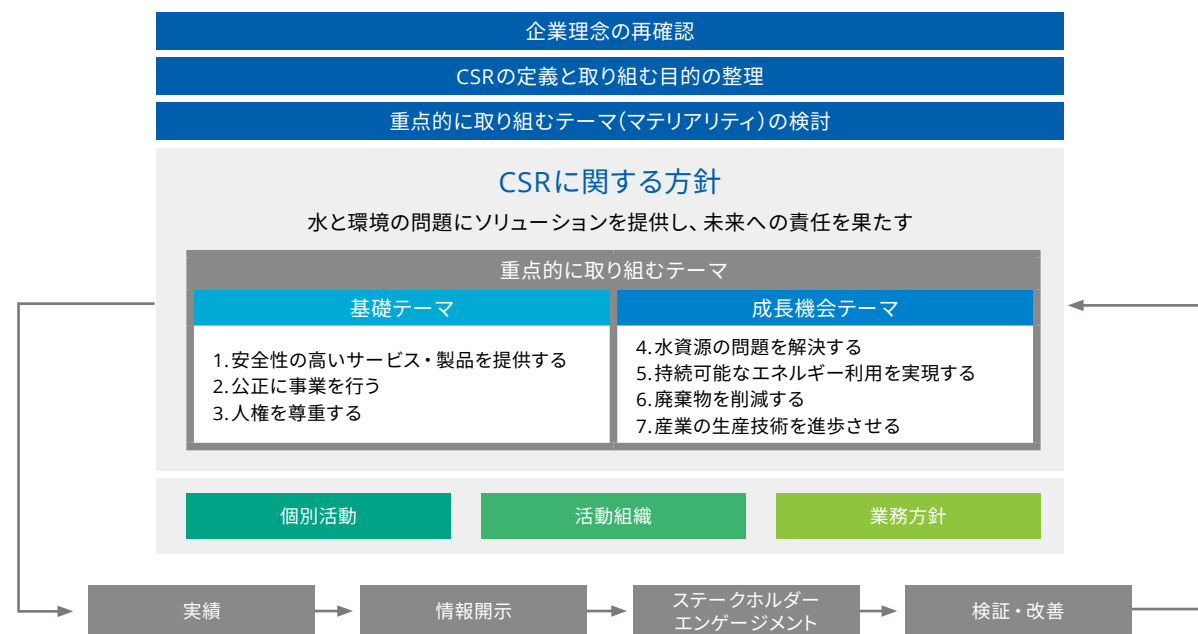 企業理念の再確認
CSRの定義と取り組む目的の整理
重点的に取り組むテーマ(マテリアリティ)の検討
CSRに関する方針
水と環境の問題にソリューションを提供し、未来への責任を果たす
重点的に取り組むテーマ
基礎テーマ
1.安全性の高いサービス・製品を提供する
2.公正に事業を行う
3.人権を尊重する
成長機会テーマ
4.水資源の問題を解決する
5.持続可能なエネルギー利用を実現する
6.廃棄物を削減する
7.産業の生産技術を進歩させる
個別活動
活動組織
業務方針
実績
情報開示
ステークホルダー
エンゲージメント
検証・改善